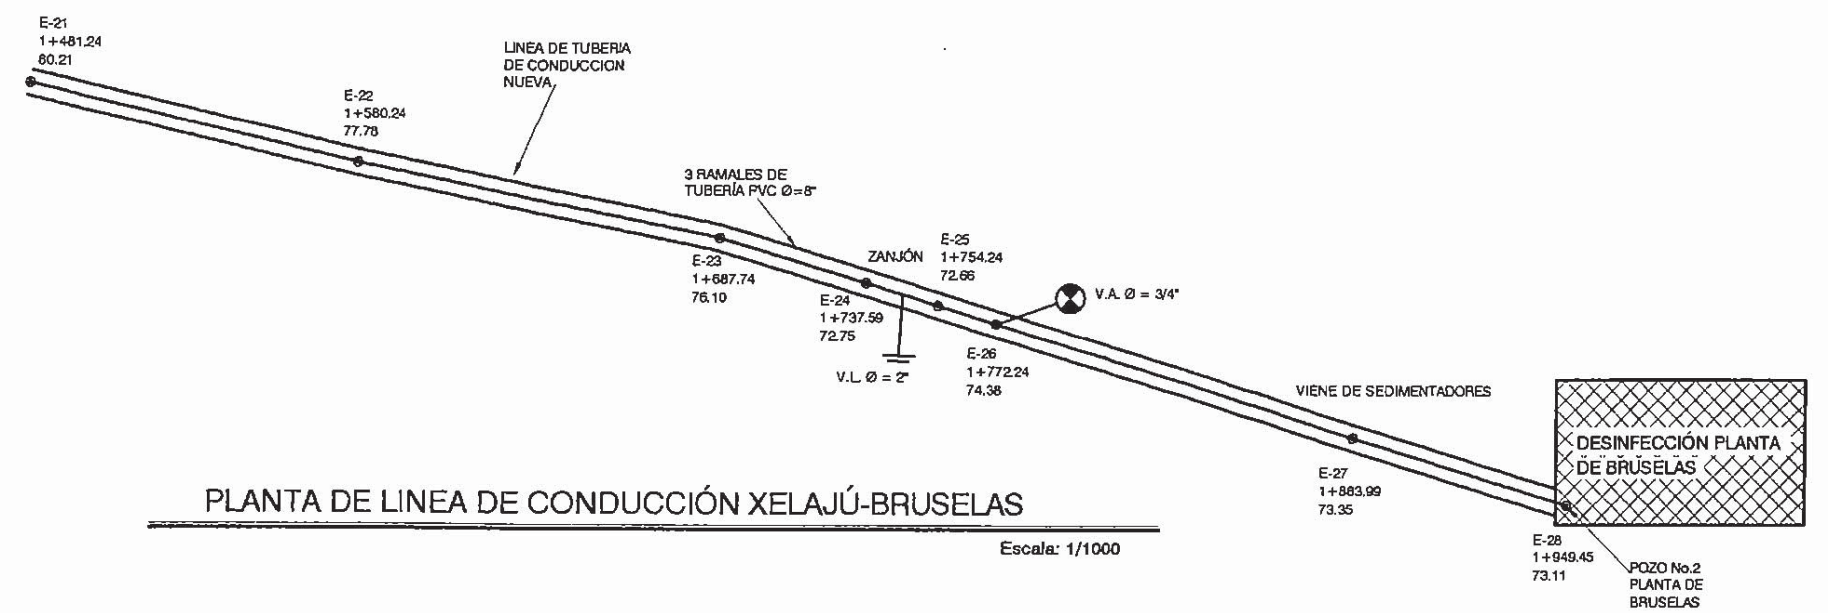 E-21
1+481.24
80.21
LINEA DE TUBERIA
DE CONDUCCION
NUEVA
E-22
1+580.24
77.78
3 RAMALES DE
TUBERÍA PVC Ø=8"
E-23
1+687.74
76.10
ZANJÓN
E-25
1+754.24
72.66
E-24
1+737.59
72.75
V.A. Ø = 3/4"
V.L. Ø = 2"
E-26
1+772.24
74.38
VIENE DE SEDIMENTADORES
DESINFECCIÓN PLANTA
DE BRUSELAS
E-27
1+883.99
73.35
PLANTA DE LINEA DE CONDUCCIÓN XELAJÚ-BRUSELAS
Escala: 1/1000
E-28
1+949.45
73.11
POZO No.2
PLANTA DE
BRUSELAS